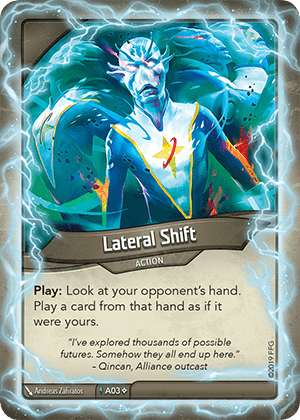 Lateral Shift
ACTION
Play: Look at your opponent's hand.
Play a card from that hand as if it
were yours.
"I've explored thousands of possible
futures. Somehow they all end up here."
- Qincan, Alliance outcast
©2019 FFG
Andreas Zafiratos
A03